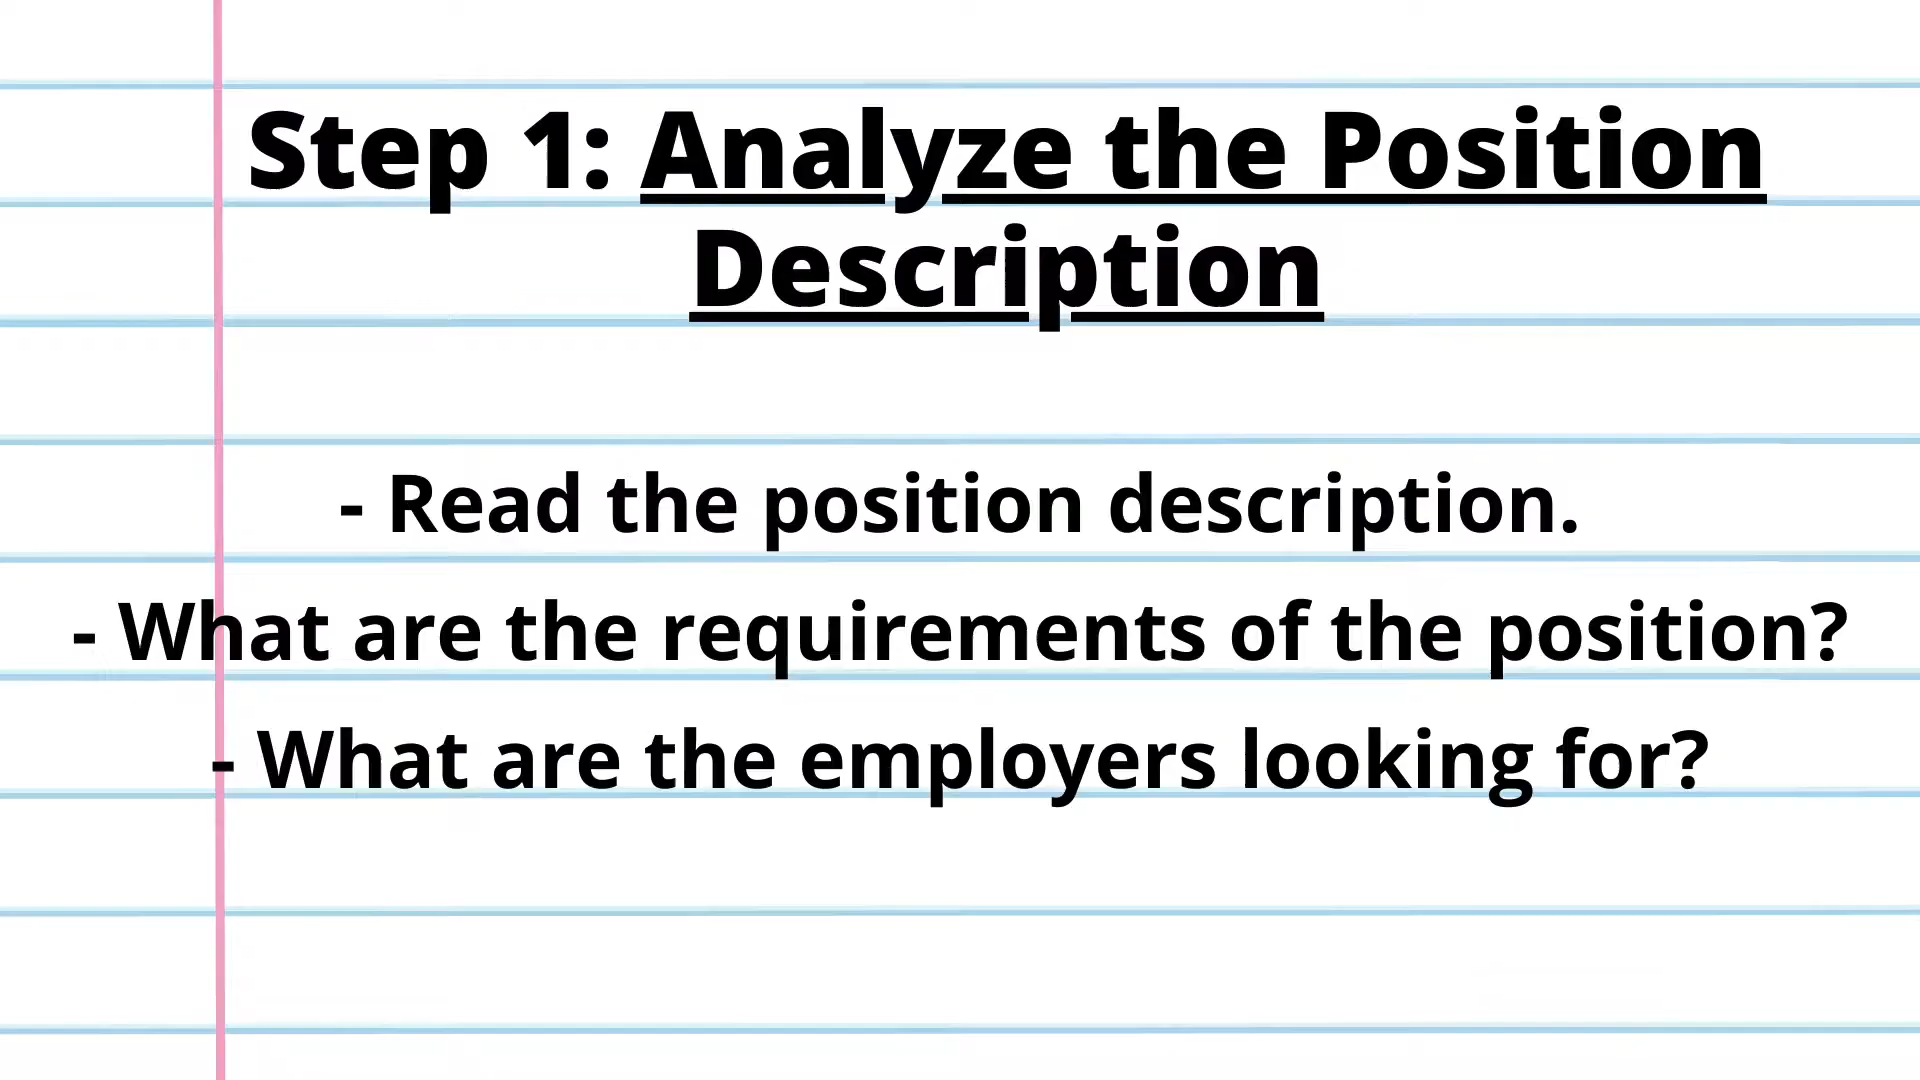 Step 1: Analyze the Position
Description
- Read the position description.
- What are the requirements of the position?
- What are the employers looking for?